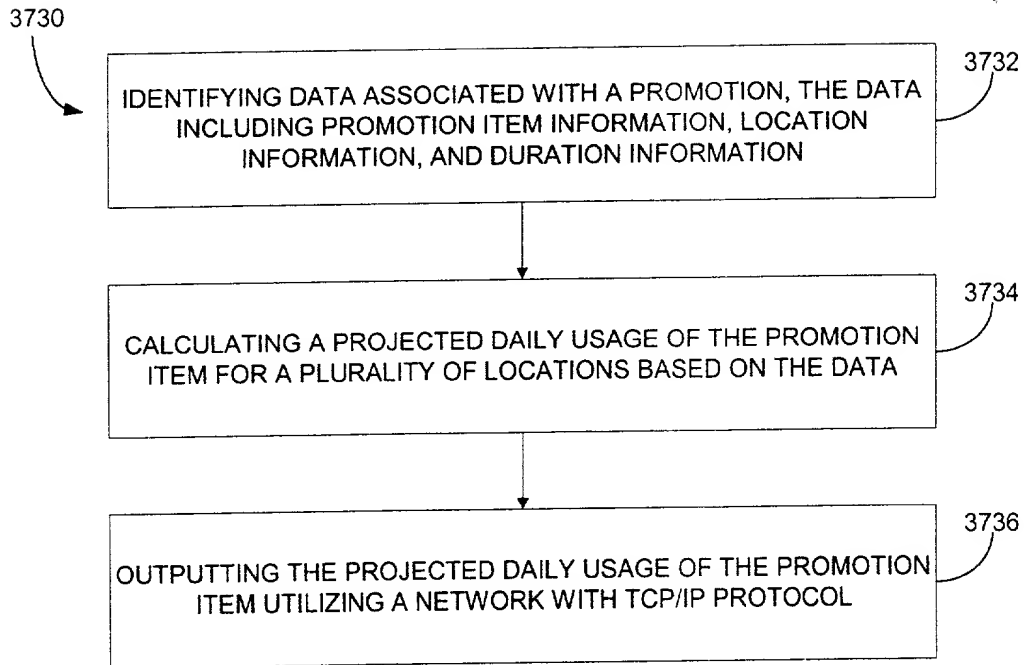 3730
3732
IDENTIFYING DATA ASSOCIATED WITH A PROMOTION, THE DATA
INCLUDING PROMOTION ITEM INFORMATION, LOCATION
INFORMATION, AND DURATION INFORMATION
3734
CALCULATING A PROJECTED DAILY USAGE OF THE PROMOTION
ITEM FOR A PLURALITY OF LOCATIONS BASED ON THE DATA
3736
OUTPUTTING THE PROJECTED DAILY USAGE OF THE PROMOTION
ITEM UTILIZING A NETWORK WITH TCP/IP PROTOCOL